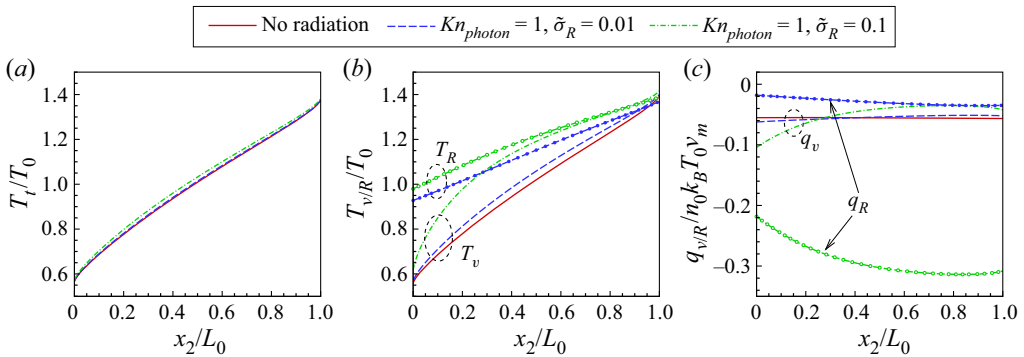 No radiation Kn_photon = 1, σ̃_R = 0.01 Kn_photon = 1, σ̃_R = 0.1
(a) (b) (c)
T_t/T_0
1.4
1.2
1.0
0.8
0.6
0 0.2 0.4 0.6 0.8 1.0
x_2/L_0
T_v/R/T_0
1.4
1.2
1.0
0.8
0.6
T_R
T_v
0 0.2 0.4 0.6 0.8 1.0
x_2/L_0
q_v/R/n_0k_BT_0v_m
0
−0.1
−0.2
−0.3
q_v
q_R
0 0.2 0.4 0.6 0.8 1.0
x_2/L_0